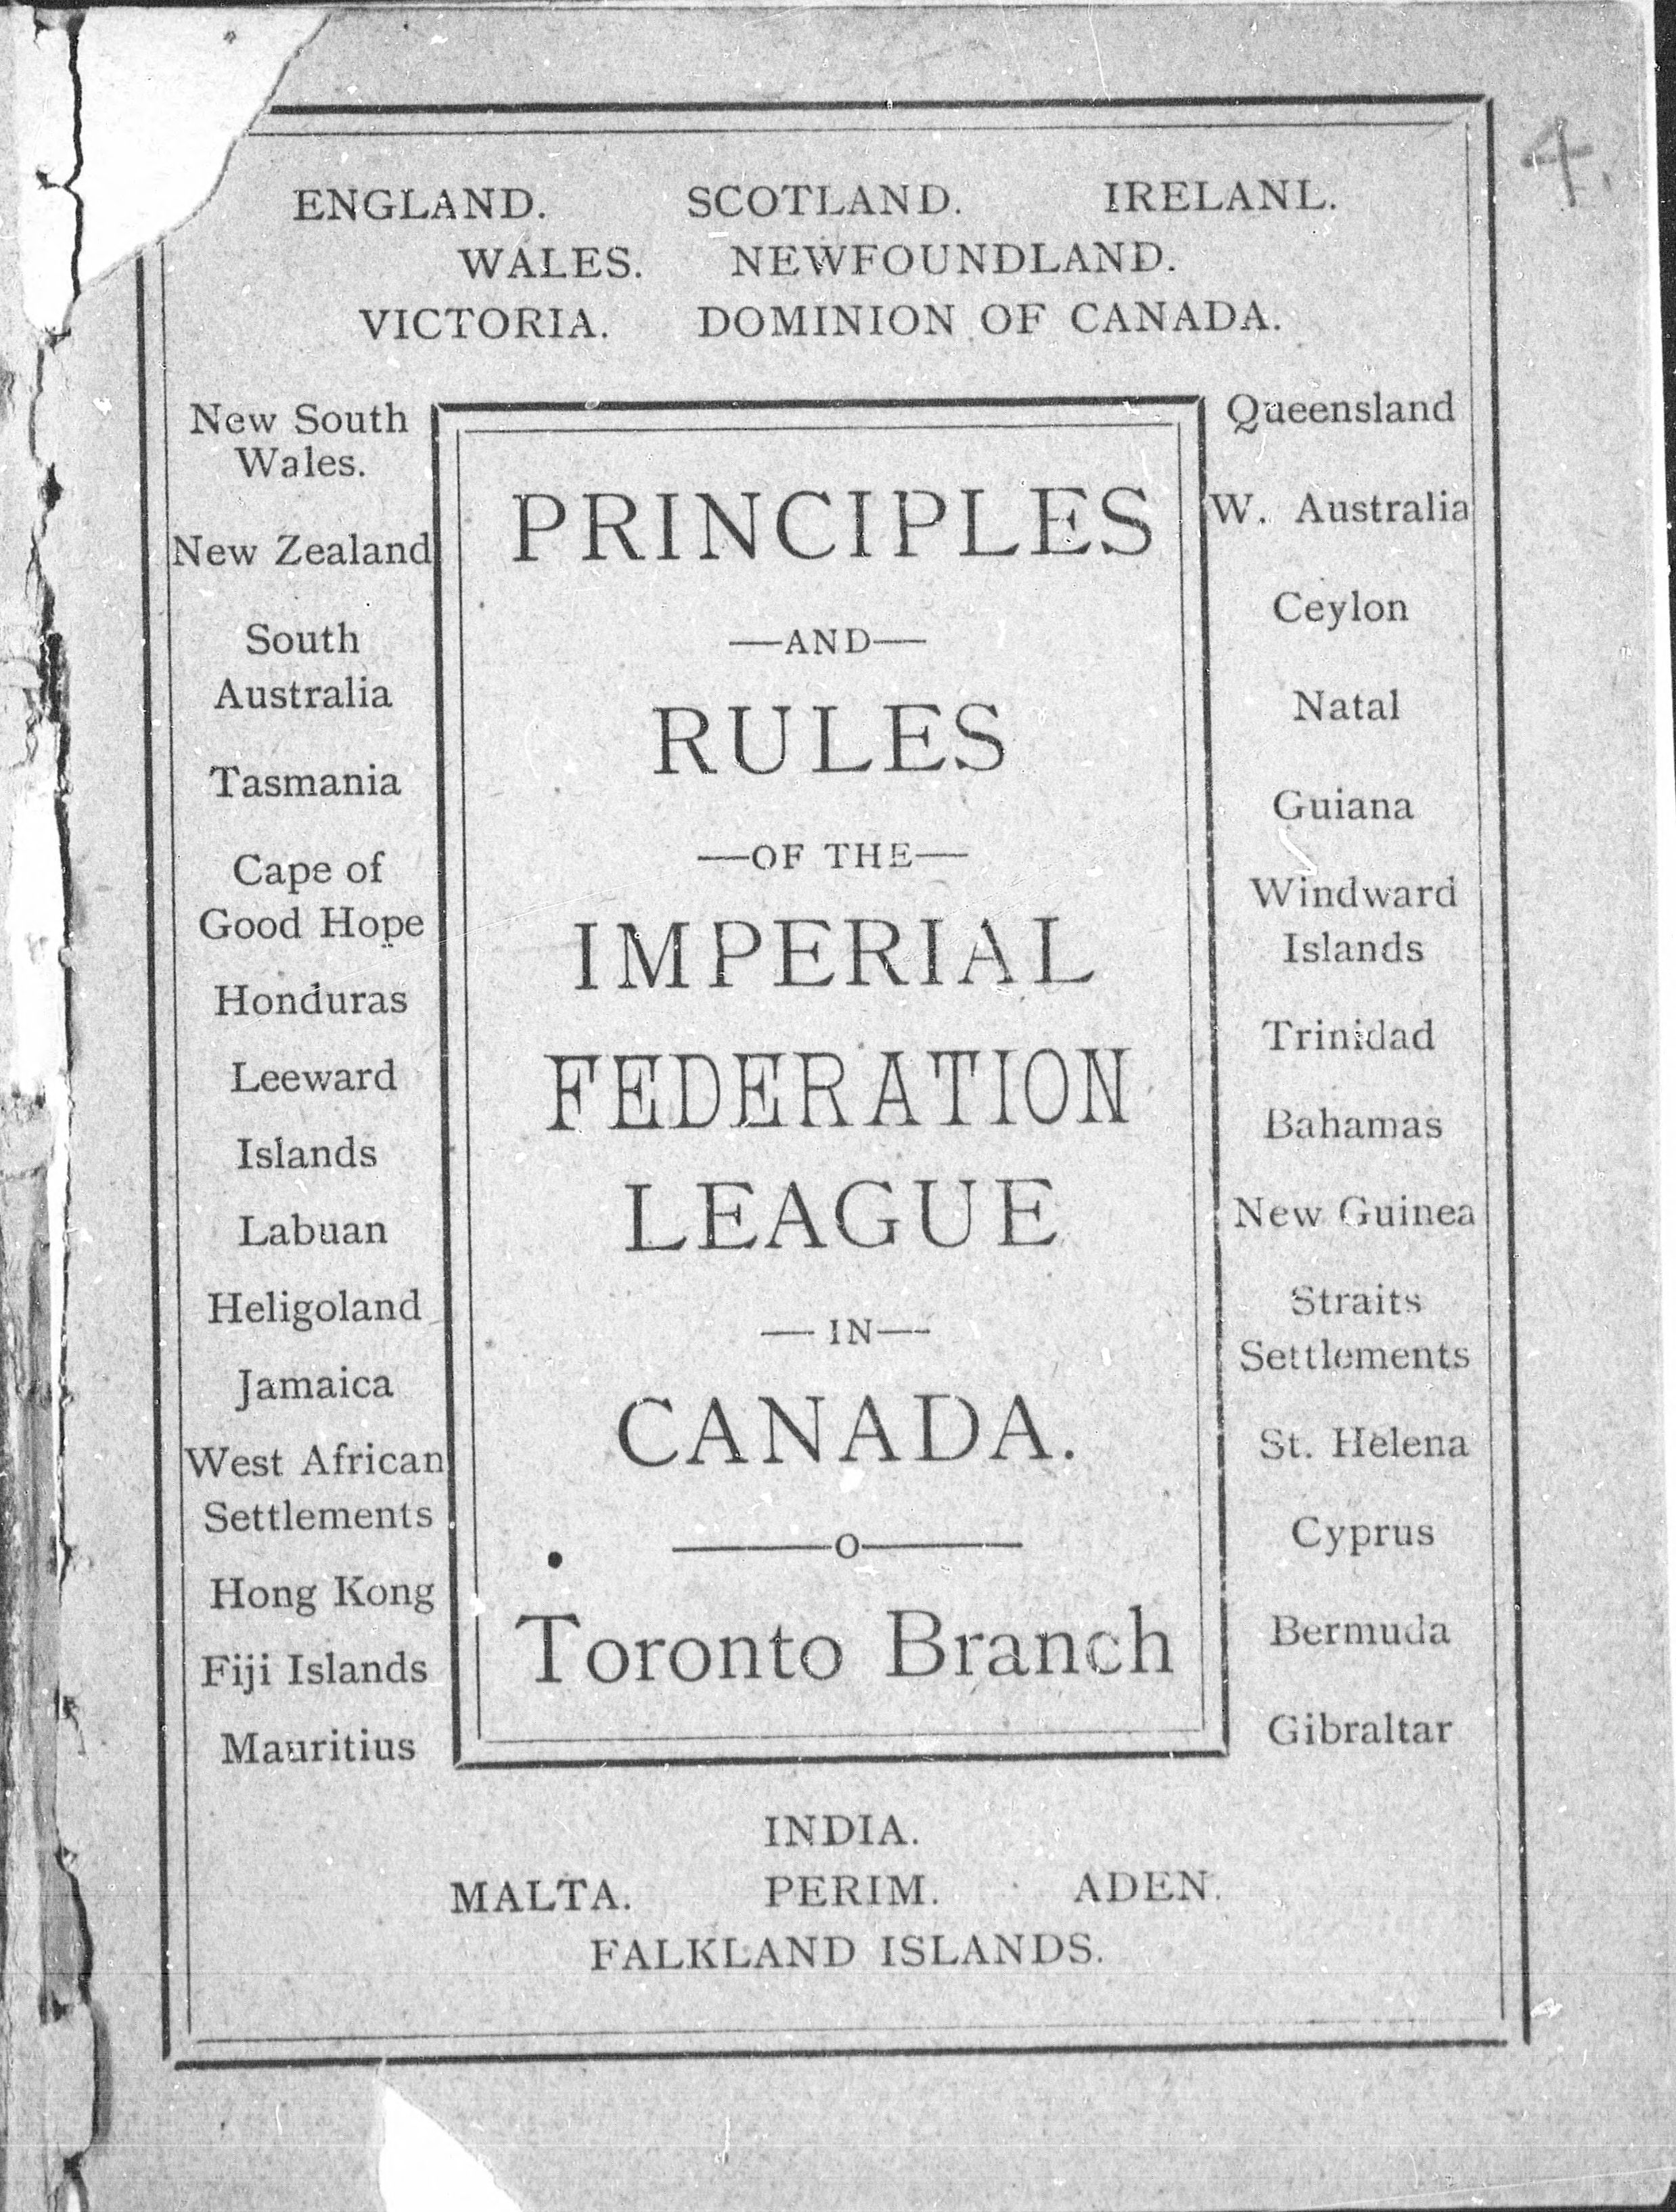 4.
ENGLAND. SCOTLAND. IRELANL.
WALES. NEWFOUNDLAND.
VICTORIA. DOMINION OF CANADA.
New South
Wales.
New Zealand
South
Australia
Tasmania
Cape of
Good Hope
Honduras
Leeward
Islands
Labuan
Heligoland
Jamaica
West African
Settlements
Hong Kong
Fiji Islands
Mauritius
PRINCIPLES
—AND—
RULES
—OF THE—
IMPERIAL
FEDERATION
LEAGUE
—IN—
CANADA.
———o———
Toronto Branch
Queensland
W. Australia
Ceylon
Natal
Guiana
Windward
Islands
Trinidad
Bahamas
New Guinea
Straits
Settlements
St. Helena
Cyprus
Bermuda
Gibraltar
INDIA.
MALTA. PERIM. ADEN.
FALKLAND ISLANDS.